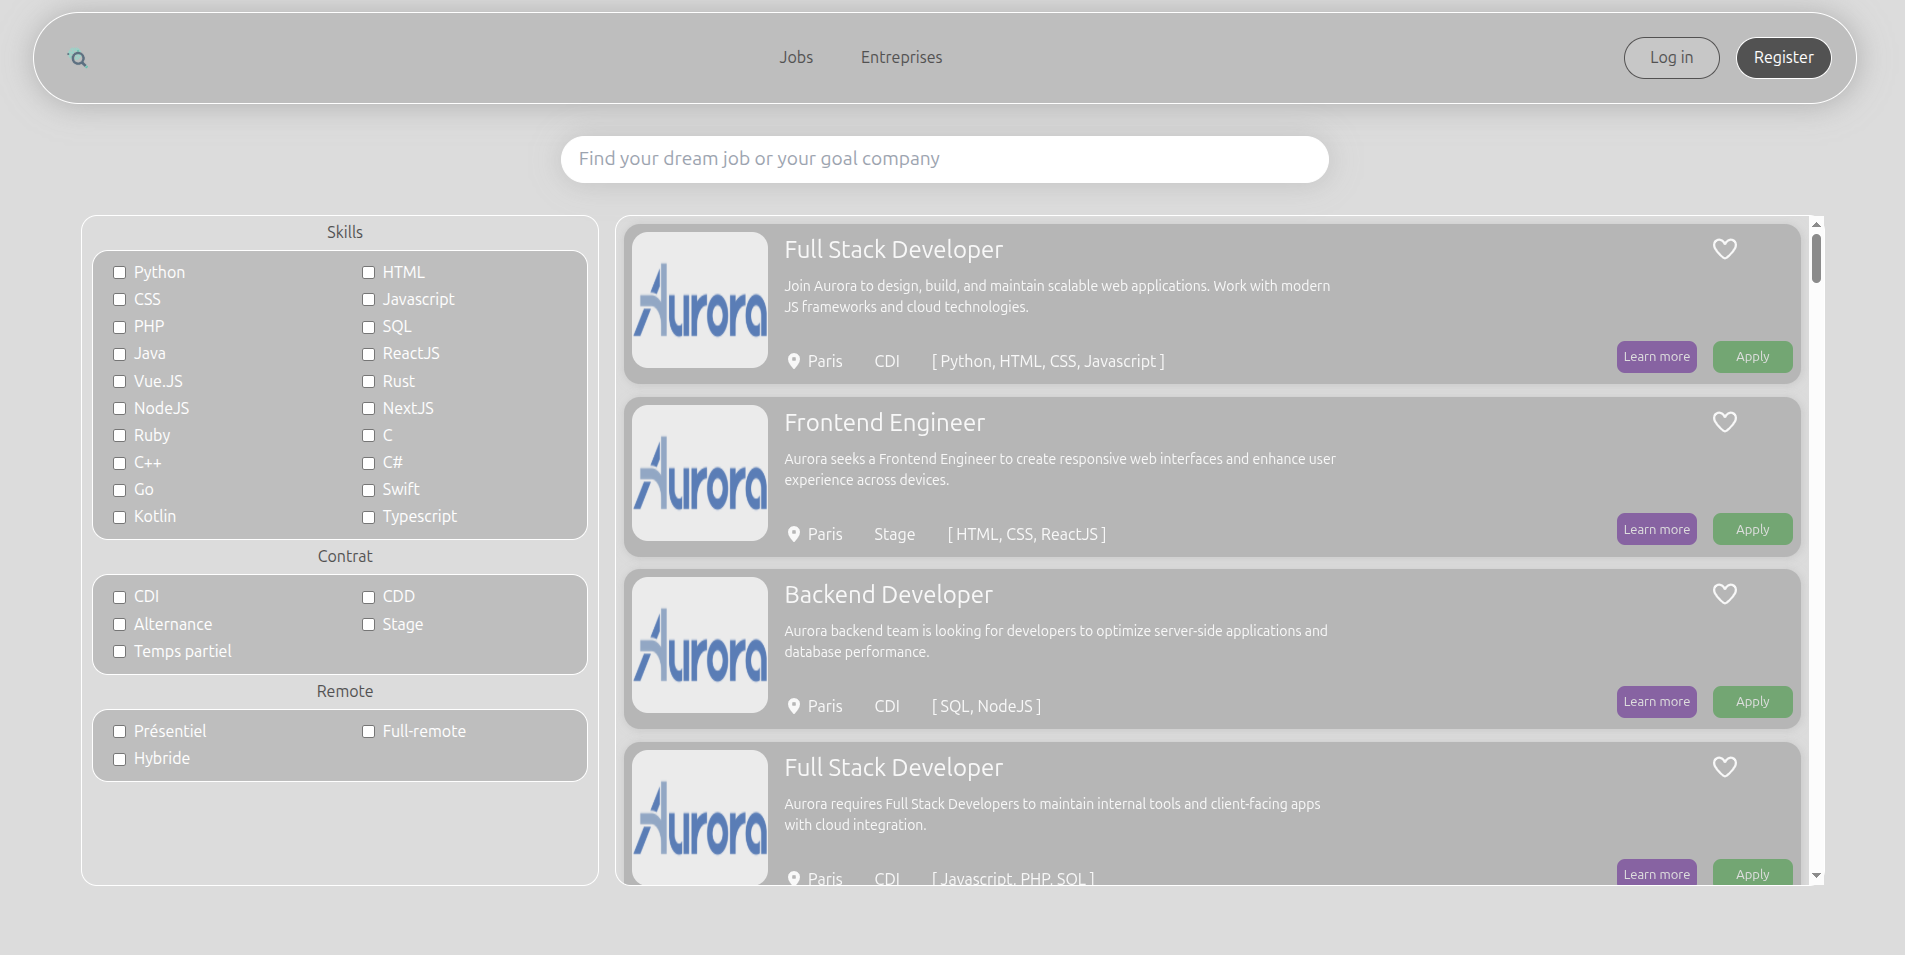 Jobs
Entreprises
Log in
Register
Find your dream job or your goal company
Skills
Python
HTML
CSS
Javascript
PHP
SQL
Java
ReactJS
Vue.JS
Rust
NodeJS
NextJS
Ruby
C
C++
C#
Go
Swift
Kotlin
Typescript
Contrat
CDI
CDD
Alternance
Stage
Temps partiel
Remote
Présentiel
Full-remote
Hybride
Aurora
Full Stack Developer
Join Aurora to design, build, and maintain scalable web applications. Work with modern
JS frameworks and cloud technologies.
Paris CDI [ Python, HTML, CSS, Javascript ]
Learn more
Apply
Aurora
Frontend Engineer
Aurora seeks a Frontend Engineer to create responsive web interfaces and enhance user
experience across devices.
Paris Stage [ HTML, CSS, ReactJS ]
Learn more
Apply
Aurora
Backend Developer
Aurora backend team is looking for developers to optimize server-side applications and
database performance.
Paris CDI [ SQL, NodeJS ]
Learn more
Apply
Aurora
Full Stack Developer
Aurora requires Full Stack Developers to maintain internal tools and client-facing apps
with cloud integration.
Paris CDI [ Javascript, PHP, SQL ]
Learn more
Apply